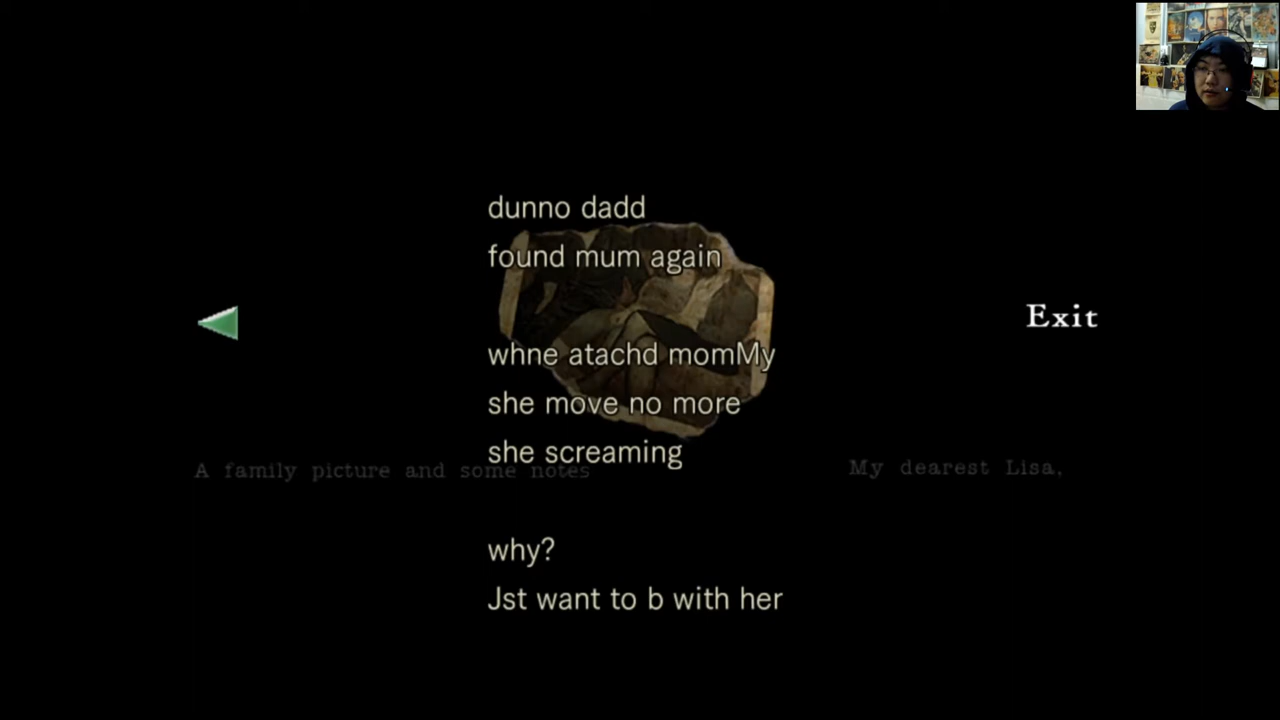 dunno dadd
found mum again
whne atachd momMy
she move no more
she screaming
why?
Jst want to b with her
Exit
A family picture and some notes
My dearest Lisa,